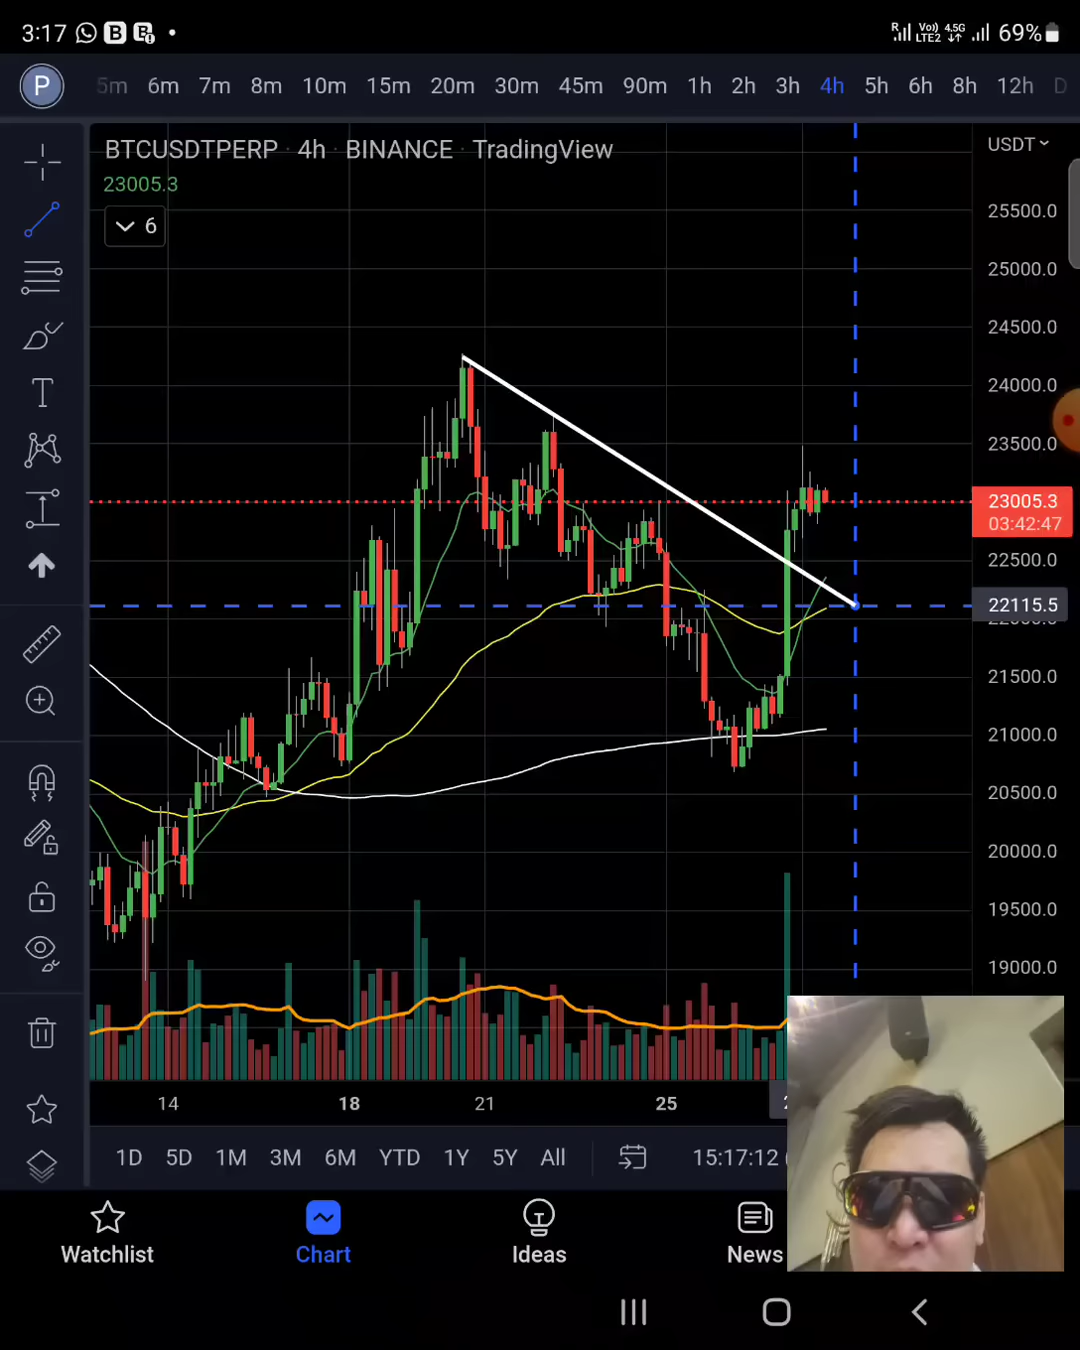 3:17 B B R Vo)) LTE2 4.5G 69%
P 5m 6m 7m 8m 10m 15m 20m 30m 45m 90m 1h 2h 3h 4h 5h 6h 8h 12h D
BTCUSDTPERP · 4h · BINANCE · TradingView
USDT
23005.3
6
25500.0
25000.0
24500.0
24000.0
23500.0
23005.3
03:42:47
22500.0
22115.5
21500.0
21000.0
20500.0
20000.0
19500.0
19000.0
14 18 21 25
1D 5D 1M 3M 6M YTD 1Y 5Y All 15:17:12
Watchlist Chart Ideas News